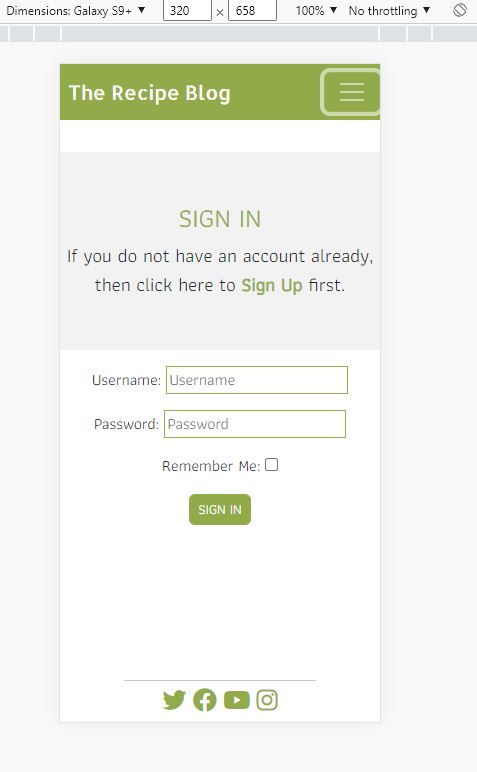 Dimensions: Galaxy S9+ ▼ 320 × 658 100% ▼ No throttling ▼
The Recipe Blog
SIGN IN
If you do not have an account already,
then click here to Sign Up first.
Username: Username
Password: Password
Remember Me:
SIGN IN